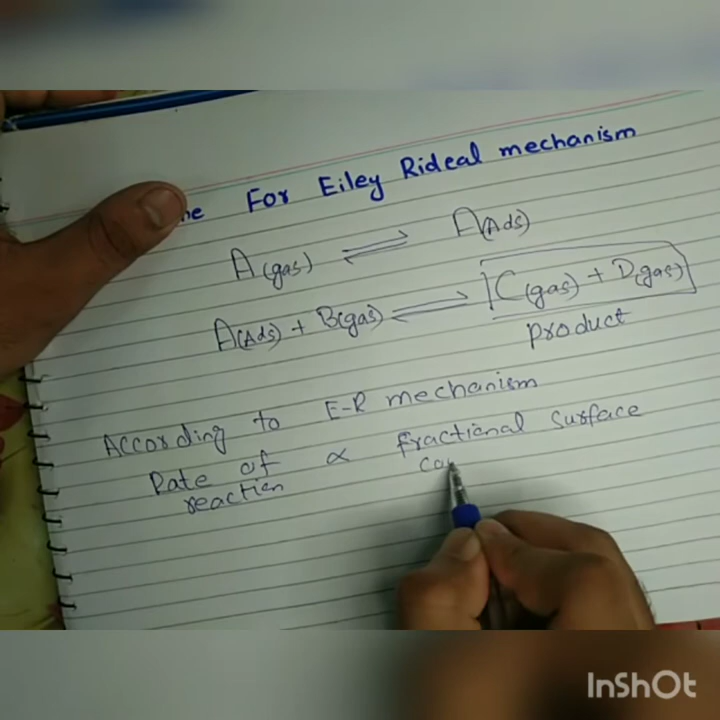 For Eiley Rideal mechanism
A(gas) ⇌ A(Ads)
A(Ads) + B(gas) ⇌ C(gas) + D(gas)
product
According to E-R mechanism
Rate of reaction ∝ fractional surface
co
InShOt